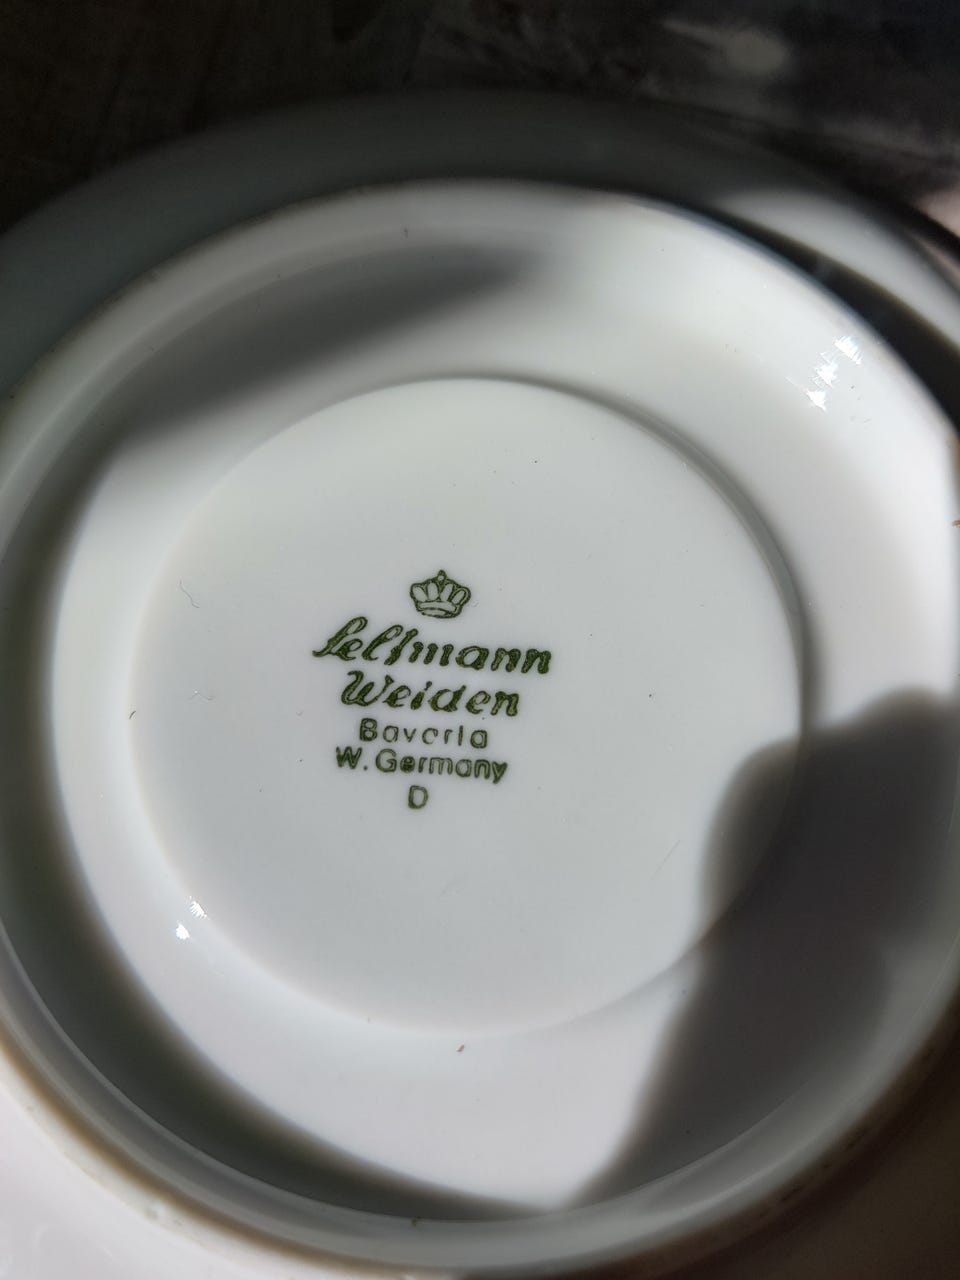 Seltmann
Weiden
Bavaria
W. Germany
D